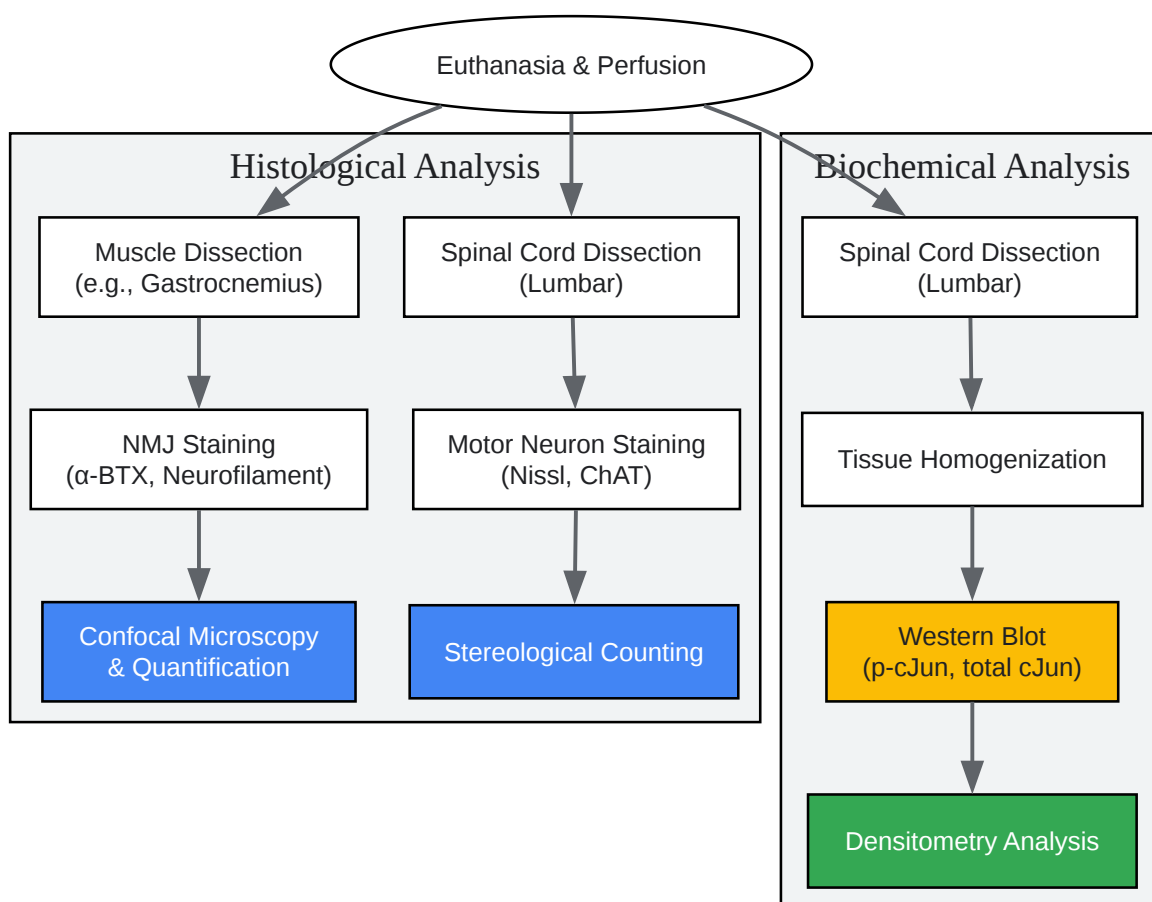 Euthanasia & Perfusion
Histological Analysis
Muscle Dissection
(e.g., Gastrocnemius)
Spinal Cord Dissection
(Lumbar)
NMJ Staining
(α-BTX, Neurofilament)
Motor Neuron Staining
(Nissl, ChAT)
Confocal Microscopy
& Quantification
Stereological Counting
Biochemical Analysis
Spinal Cord Dissection
(Lumbar)
Tissue Homogenization
Western Blot
(p-cJun, total cJun)
Densitometry Analysis